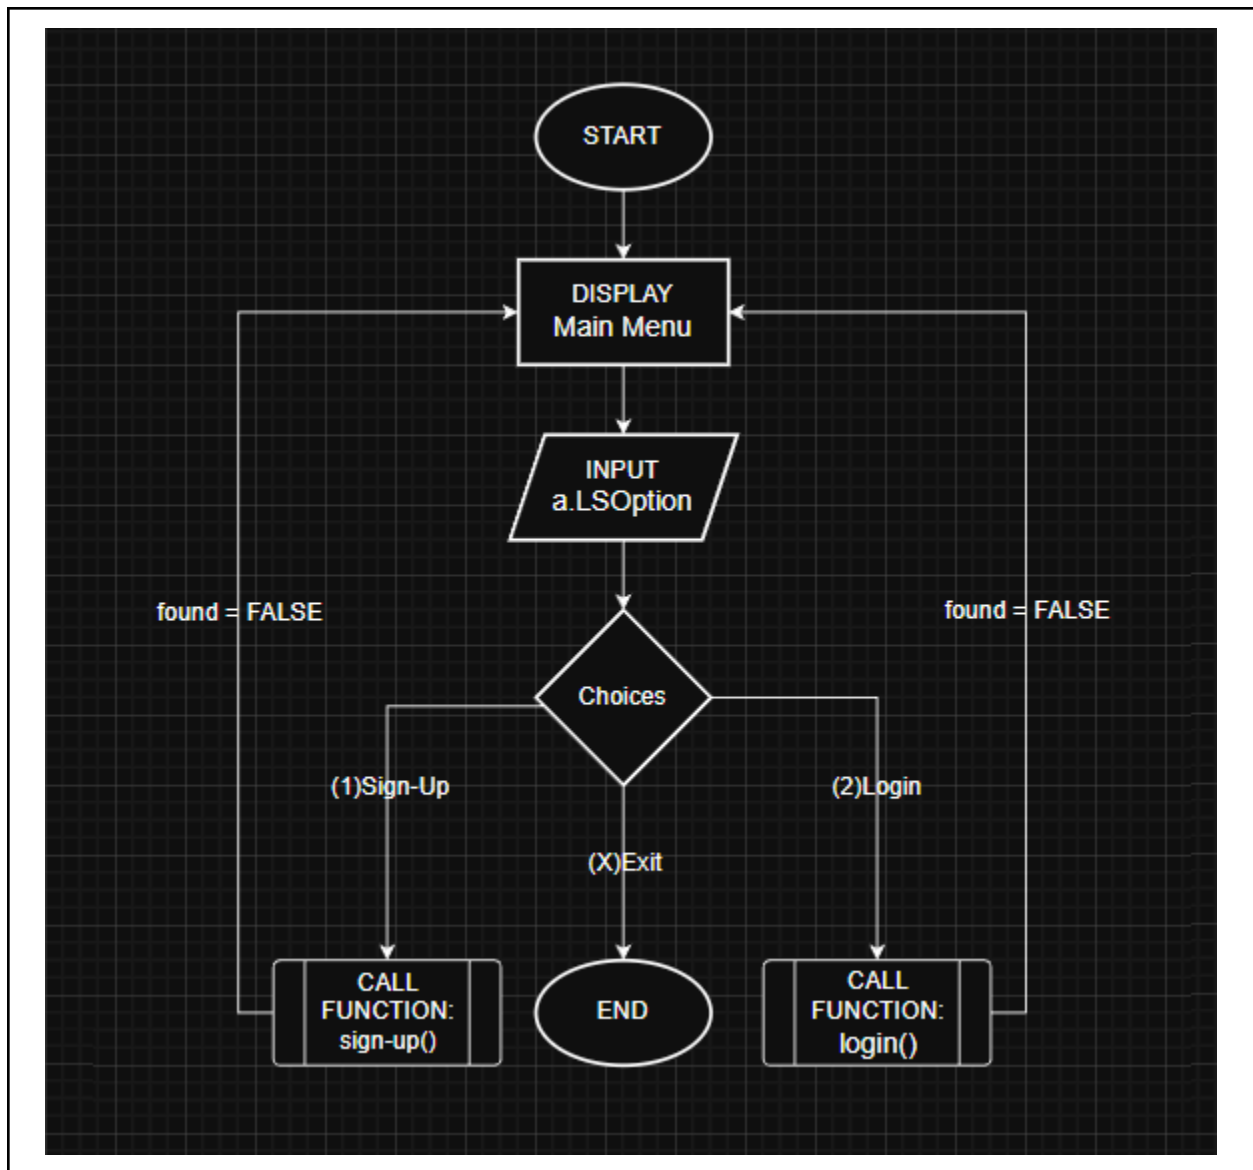 START
DISPLAY
Main Menu
INPUT
a.LSOption
found = FALSE
found = FALSE
Choices
(1)Sign-Up
(2)Login
(X)Exit
CALL
FUNCTION:
sign-up()
END
CALL
FUNCTION:
login()